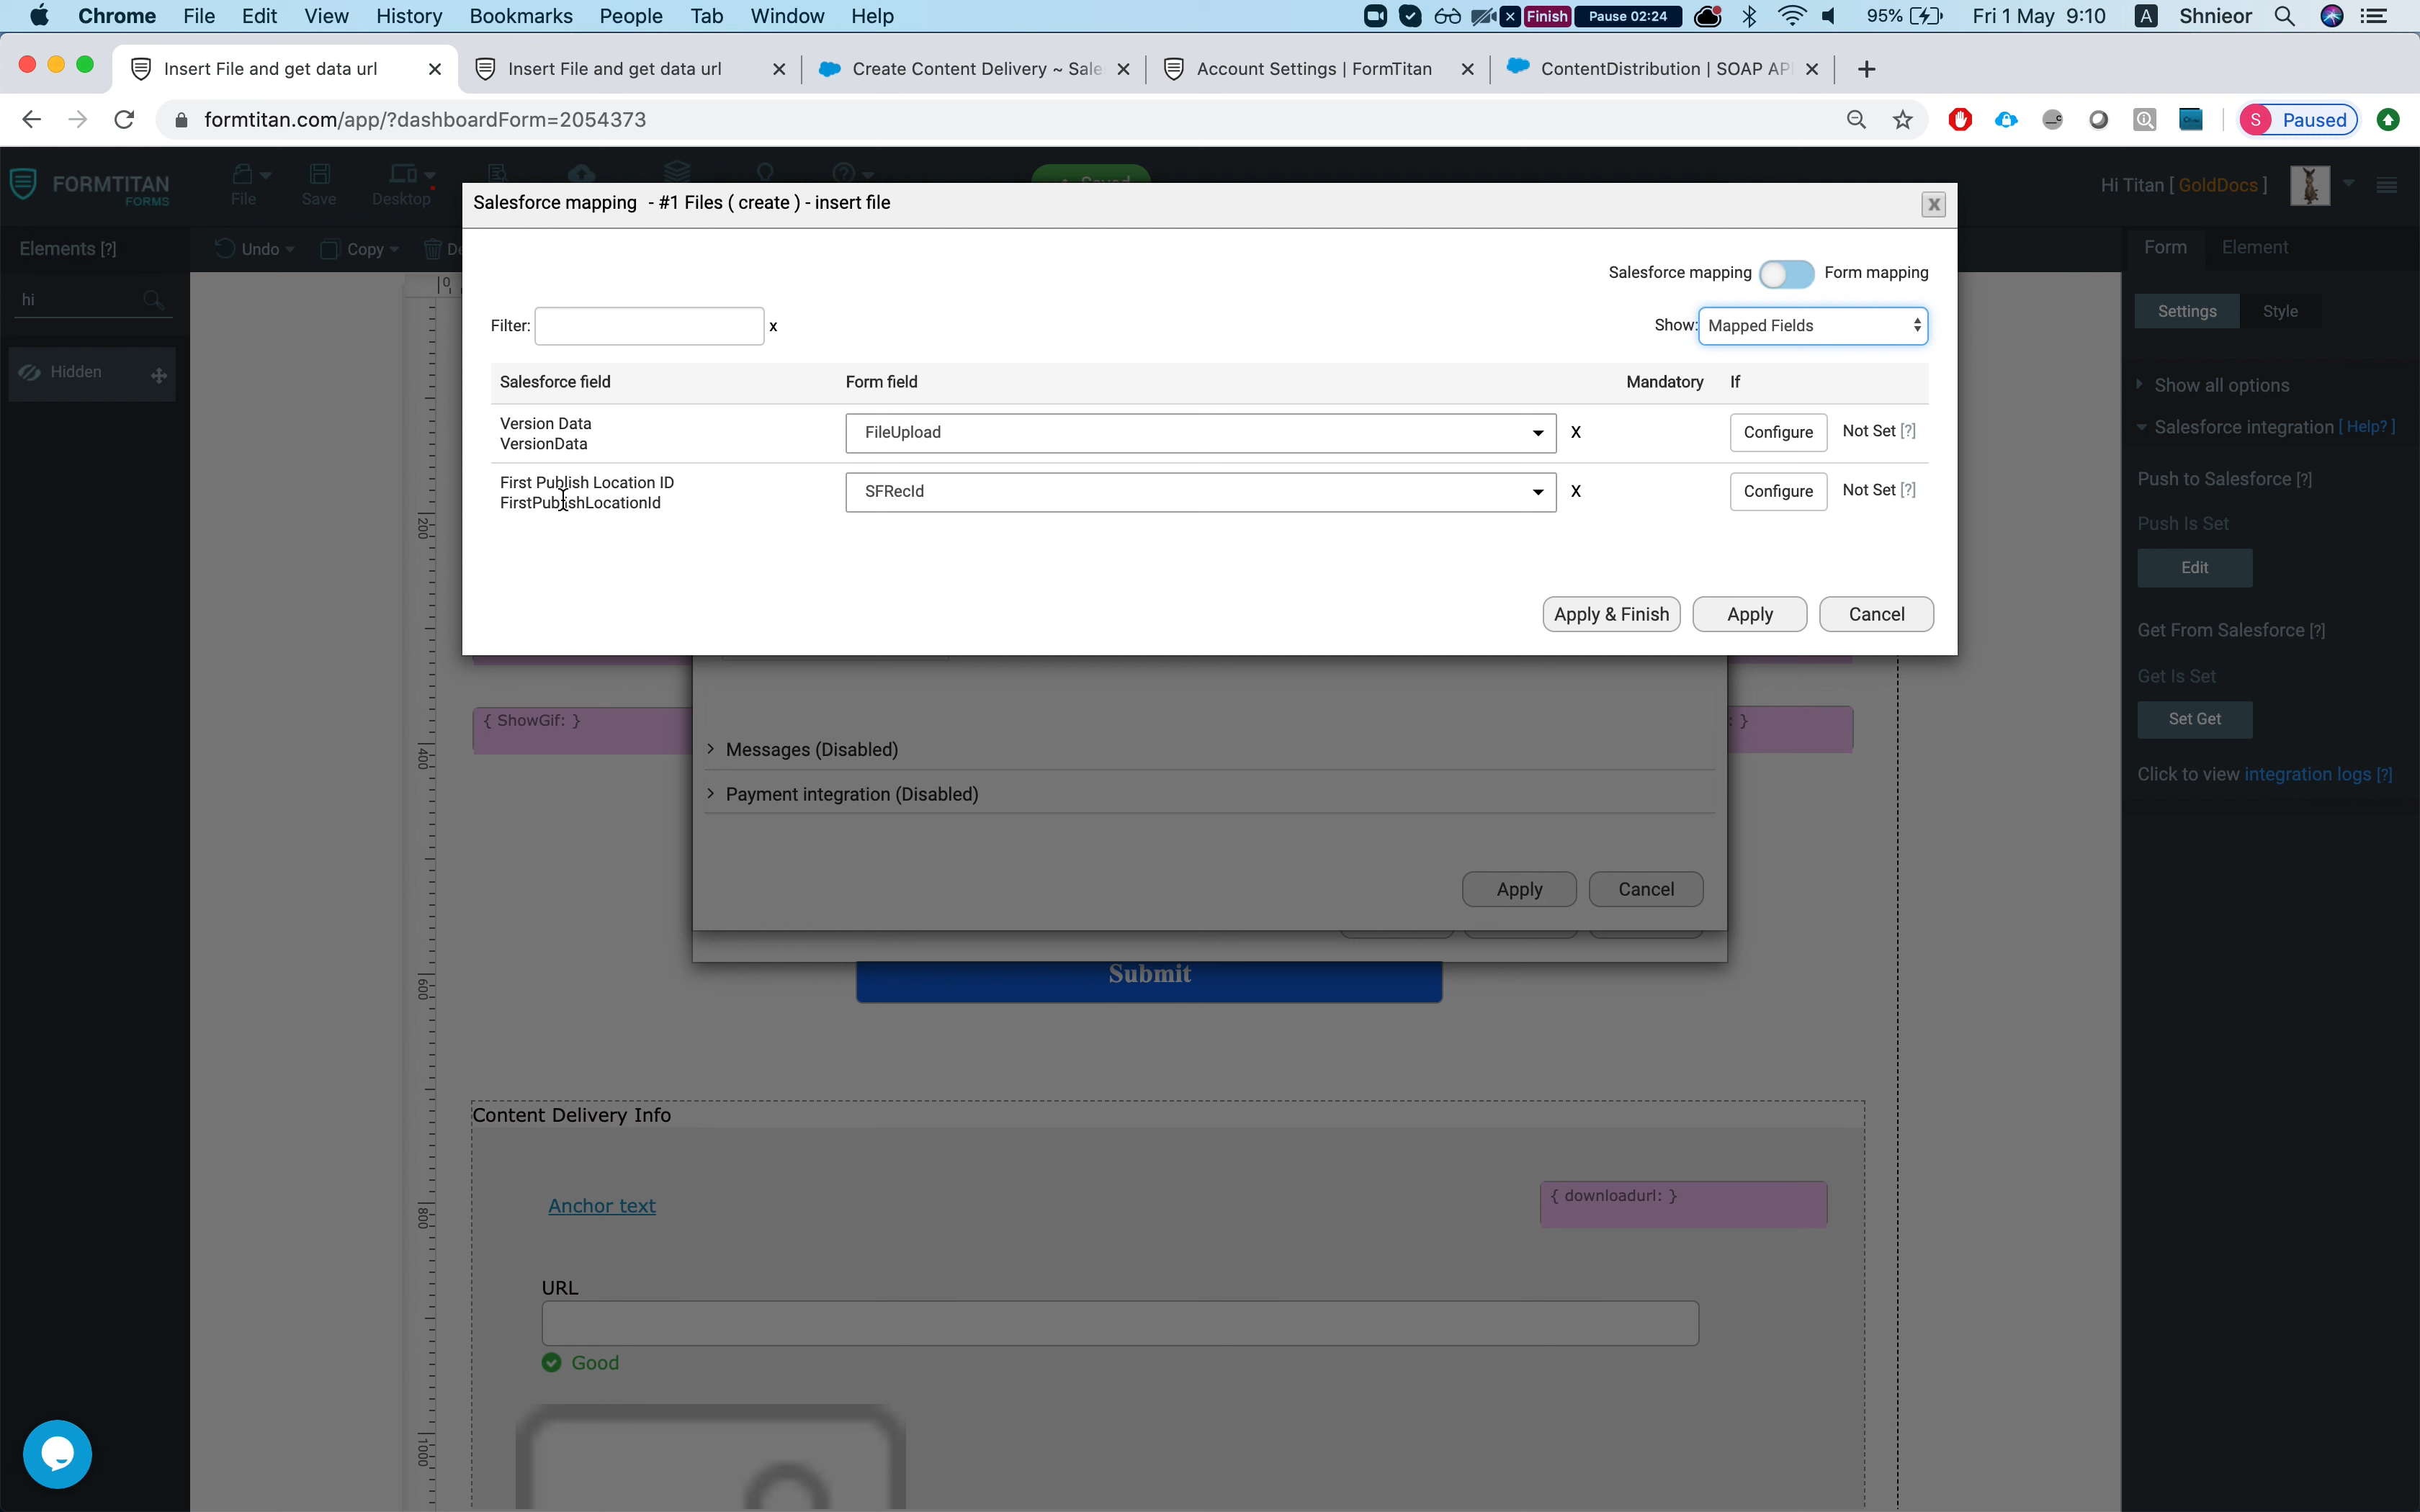 Chrome File Edit View History Bookmarks People Tab Window Help
Finish Pause 02:24 95% Fri 1 May 9:10 A Shnieor
Insert File and get data url
Insert File and get data url
Create Content Delivery ~ Sale
Account Settings | FormTitan
ContentDistribution | SOAP AP
formtitan.com/app/?dashboardForm=2054373
S Paused
FORMTITAN
FORMS
File Save Desktop
Saved
Hi Titan [ GoldDocs ]
Salesforce mapping - #1 Files ( create ) - insert file
X
Elements [?]
Undo Copy De
Form Element
hi
Hidden
Salesforce mapping Form mapping
Filter: x
Show: Mapped Fields
Salesforce field Form field Mandatory If
Version Data
VersionData
FileUpload X Configure Not Set [?]
First Publish Location ID
FirstPublishLocationId
SFRecId X Configure Not Set [?]
Apply & Finish Apply Cancel
Settings Style
Show all options
Salesforce integration [ Help? ]
Push to Salesforce [?]
Push Is Set
Edit
Get From Salesforce [?]
Get Is Set
Set Get
Click to view integration logs [?]
0
200
400
600
800
1000
{ ShowGif: }
: }
Messages (Disabled)
Payment integration (Disabled)
Apply Cancel
Submit
Content Delivery Info
Anchor text
{ downloadurl: }
URL
Good